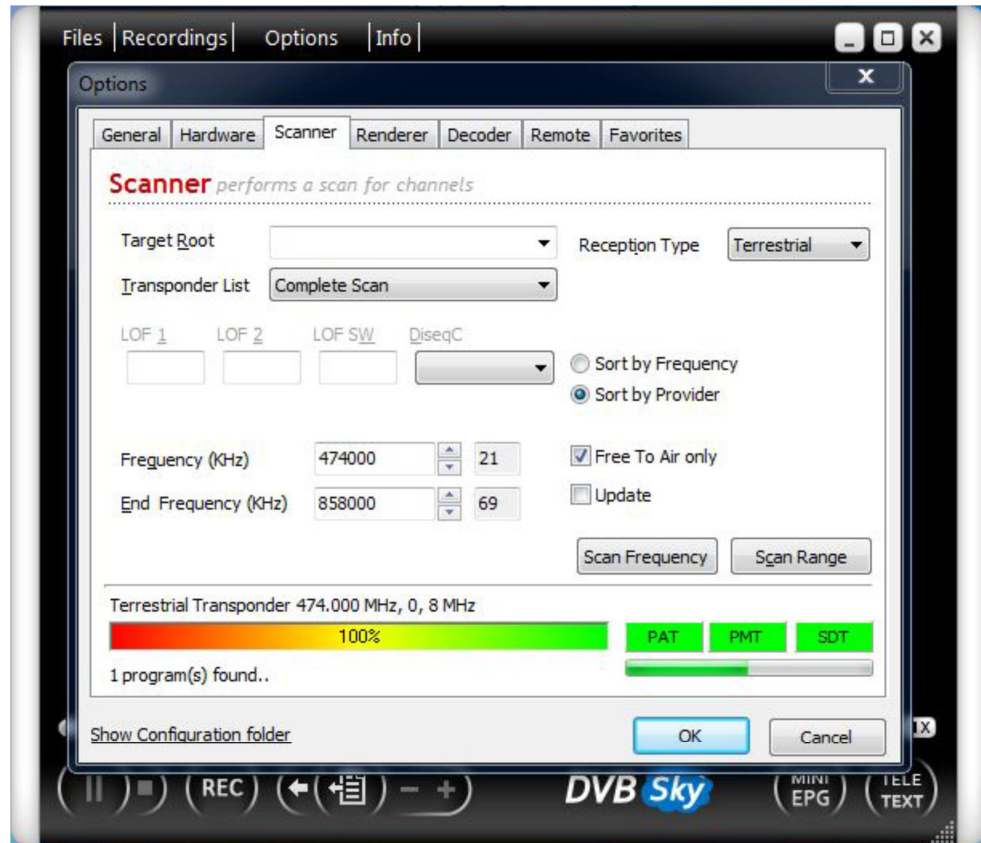 Files | Recordings | Options | Info |
Options
General Hardware Scanner Renderer Decoder Remote Favorites
Scanner performs a scan for channels
Target Root Reception Type Terrestrial
Transponder List Complete Scan
LOF 1 LOF 2 LOF SW DiseqC
Sort by Frequency
Sort by Provider
Frequency (KHz) 474000 21 Free To Air only
End Frequency (KHz) 858000 69 Update
Scan Frequency Scan Range
Terrestrial Transponder 474.000 MHz, 0, 8 MHz
100% PAT PMT SDT
1 program(s) found..
Show Configuration folder OK Cancel
REC DVB Sky MINI EPG TELE TEXT